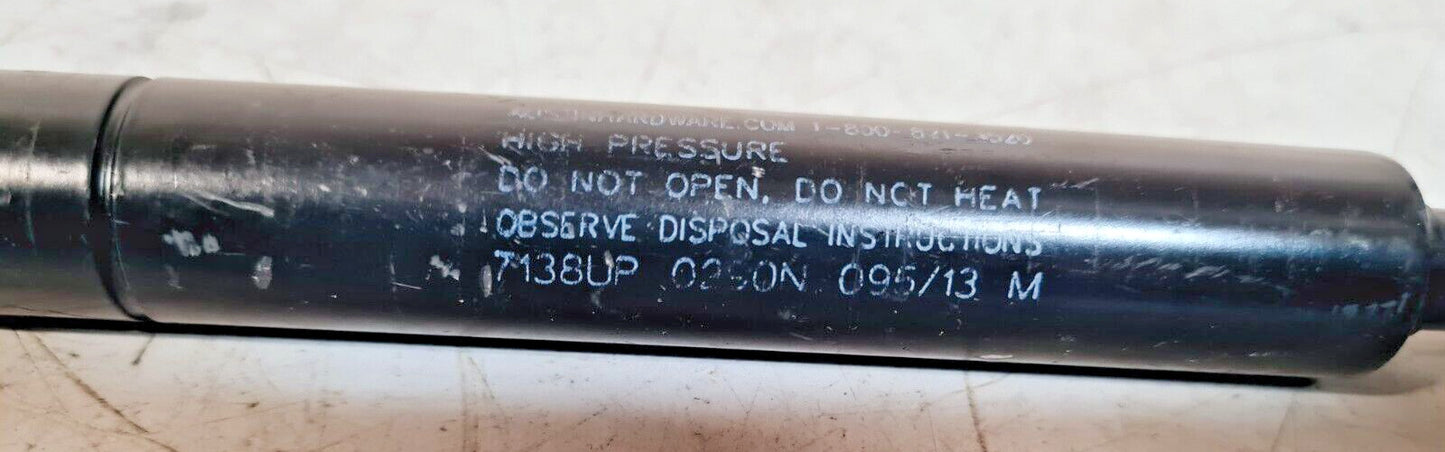 HIGH PRESSURE
DO NOT OPEN, DO NOT HEAT
OBSERVE DISPOSAL INSTRUCTIONS
7138UP 095/13 M